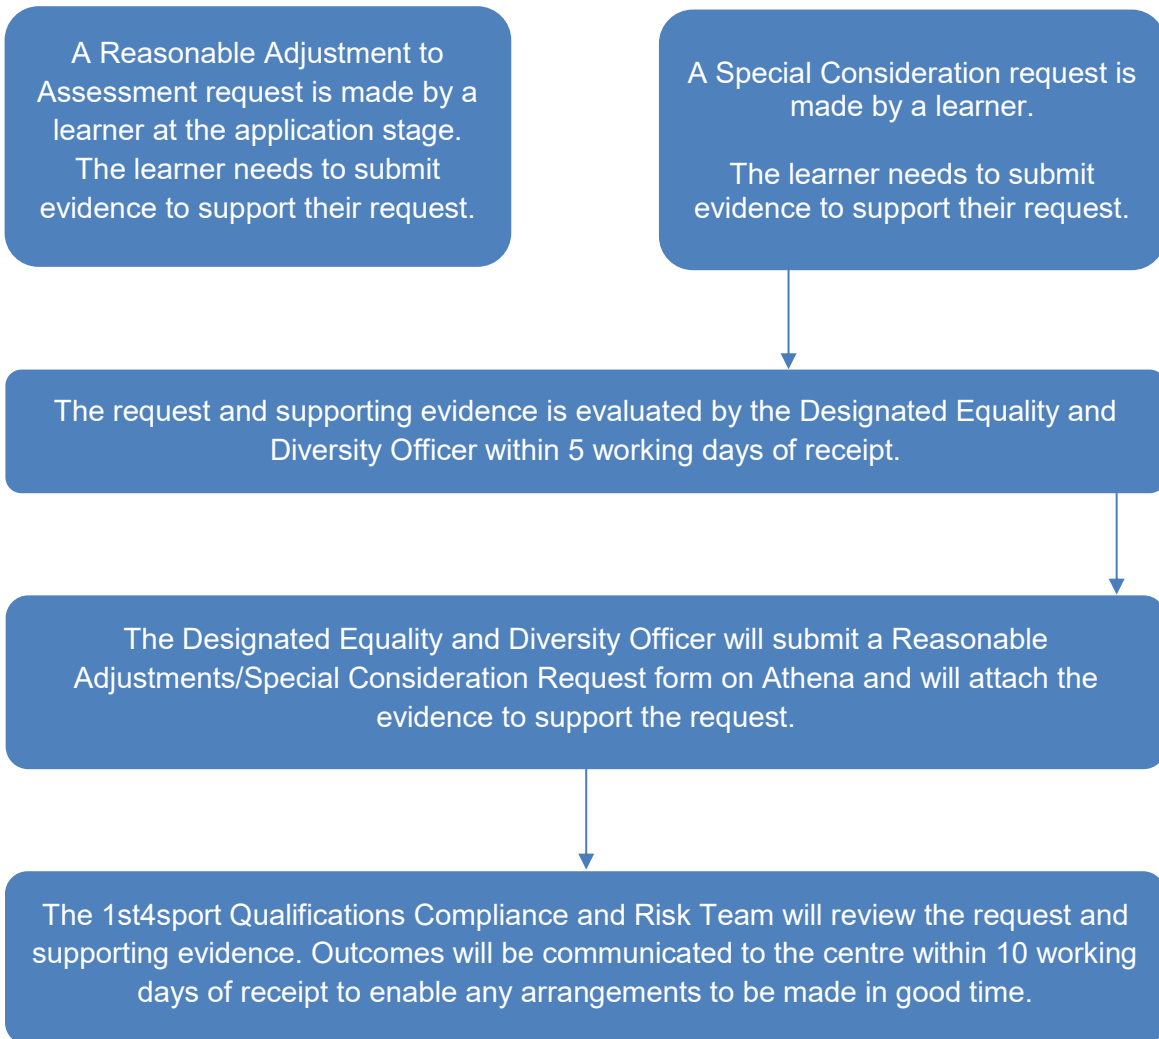 A Reasonable Adjustment to
Assessment request is made by a
learner at the application stage.
The learner needs to submit
evidence to support their request.
A Special Consideration request is
made by a learner.
The learner needs to submit
evidence to support their request.
The request and supporting evidence is evaluated by the Designated Equality and
Diversity Officer within 5 working days of receipt.
The Designated Equality and Diversity Officer will submit a Reasonable
Adjustments/Special Consideration Request form on Athena and will attach the
evidence to support the request.
The 1st4sport Qualifications Compliance and Risk Team will review the request and
supporting evidence. Outcomes will be communicated to the centre within 10 working
days of receipt to enable any arrangements to be made in good time.